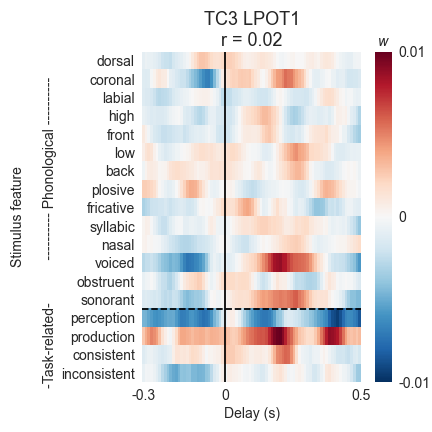 TC3 LPOT1
r = 0.02
w
dorsal
coronal
labial
high
front
low
back
plosive
fricative
syllabic
nasal
voiced
obstruent
sonorant
perception
production
consistent
inconsistent
Stimulus feature
-Task-related- ---------- Phonological ----------
-0.3 0 0.5
Delay (s)
0.01
0
-0.01